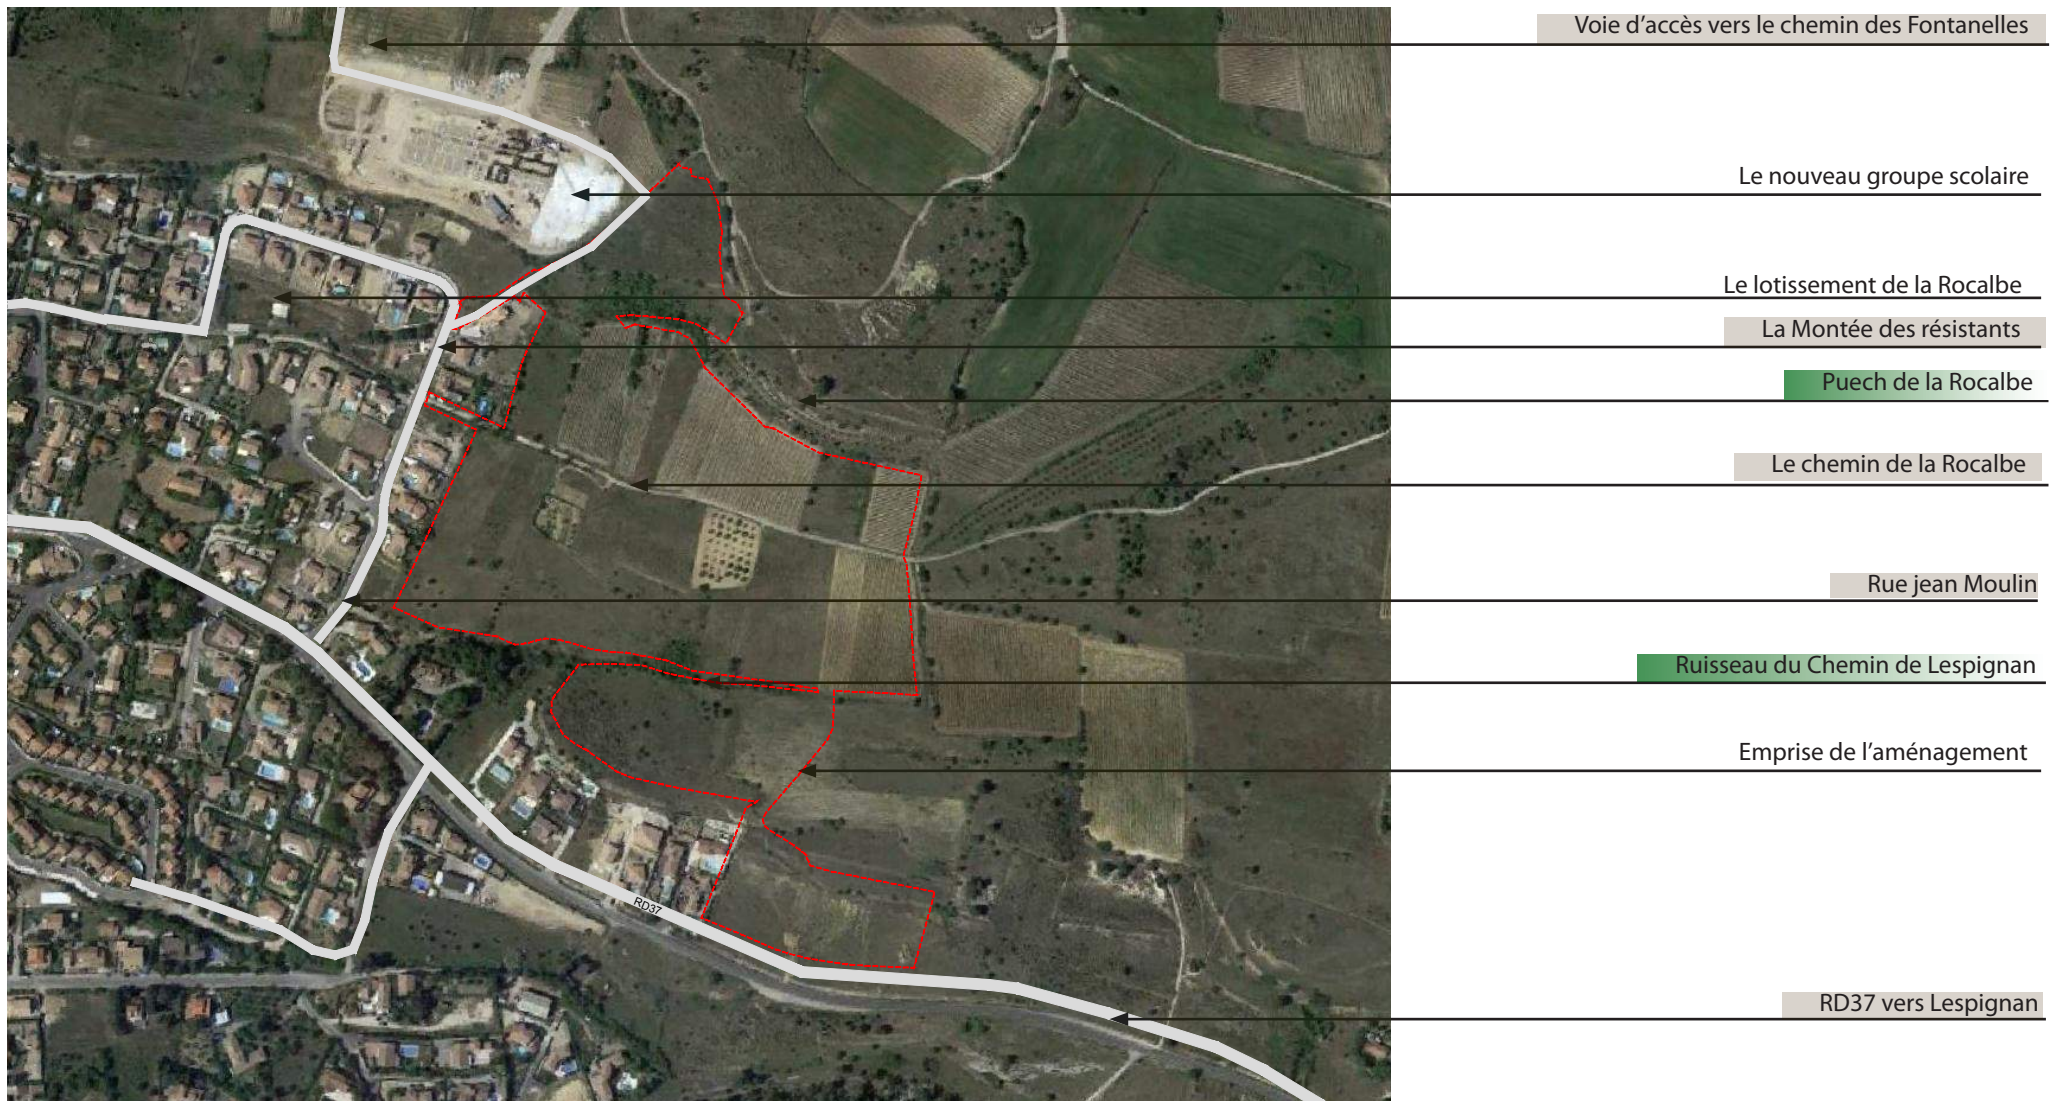 Voie d'accès vers le chemin des Fontanelles
Le nouveau groupe scolaire
Le lotissement de la Rocalbe
La Montée des résistants
Puech de la Rocalbe
Le chemin de la Rocalbe
Rue jean Moulin
Ruisseau du Chemin de Lespignan
Emprise de l'aménagement
RD37
RD37 vers Lespignan